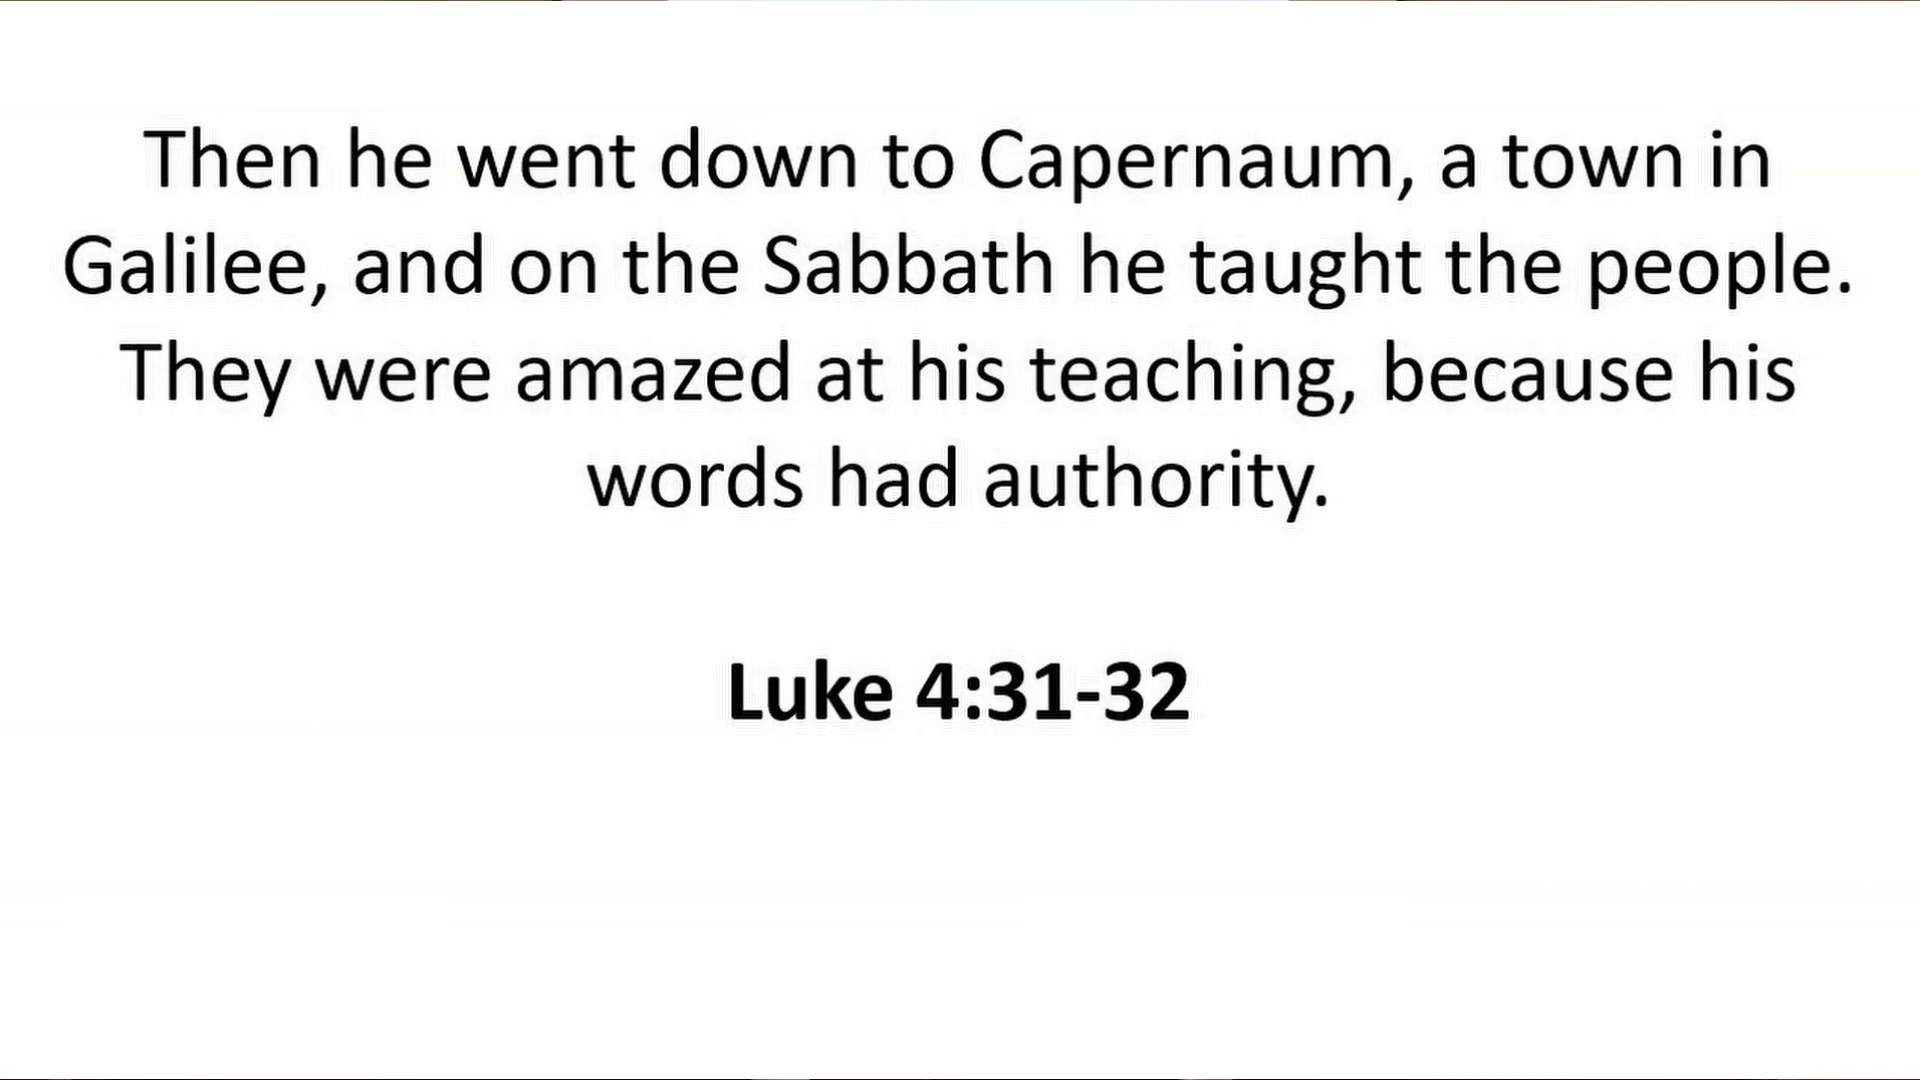 Then he went down to Capernaum, a town in
Galilee, and on the Sabbath he taught the people.
They were amazed at his teaching, because his
words had authority.
Luke 4:31-32